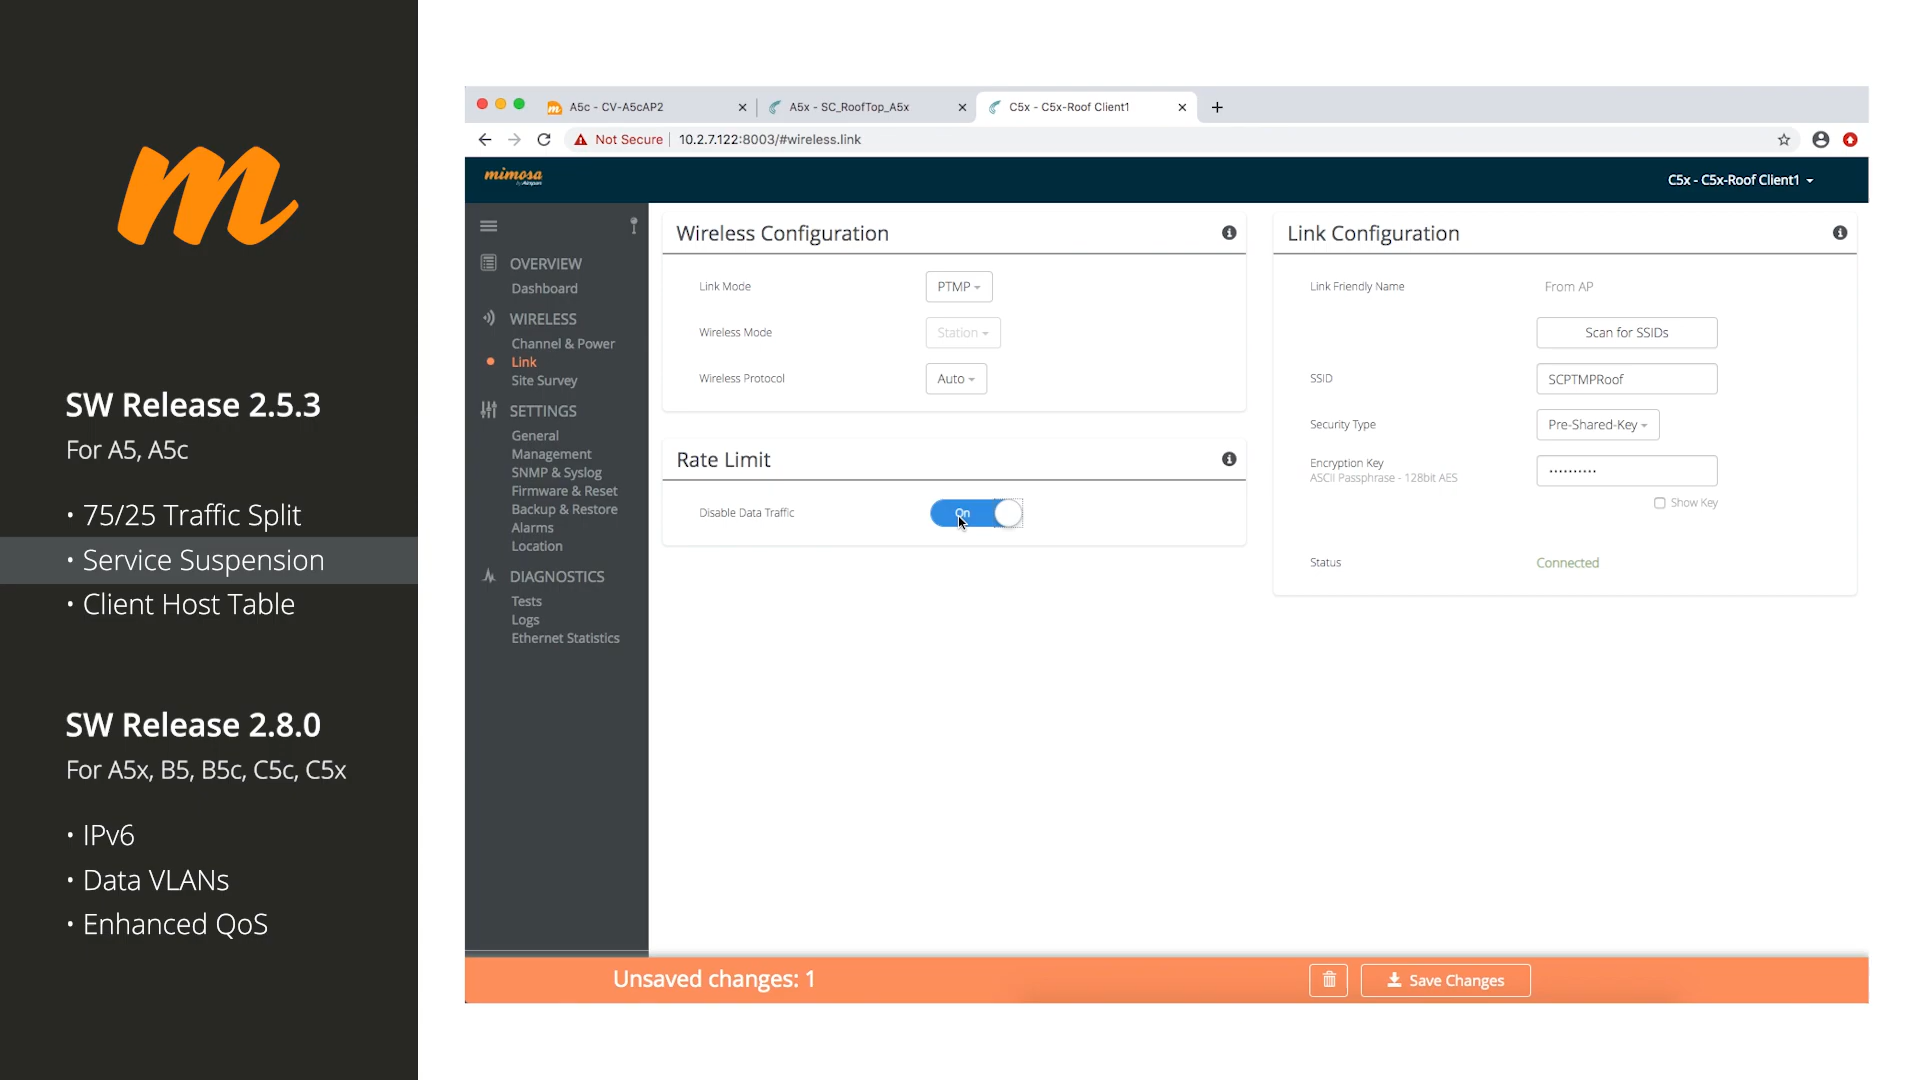 m
SW Release 2.5.3
For A5, A5c
• 75/25 Traffic Split
• Service Suspension
• Client Host Table
SW Release 2.8.0
For A5x, B5, B5c, C5c, C5x
• IPv6
• Data VLANs
• Enhanced QoS
A5c - CV-A5cAP2
A5x - SC_RoofTop_A5x
C5x - C5x-Roof Client1
Not Secure
10.2.7.122:8003/#wireless.link
mimosa
by Airspan
C5x - C5x-Roof Client1
OVERVIEW
Dashboard
WIRELESS
Channel & Power
Link
Site Survey
SETTINGS
General
Management
SNMP & Syslog
Firmware & Reset
Backup & Restore
Alarms
Location
DIAGNOSTICS
Tests
Logs
Ethernet Statistics
Wireless Configuration
Link Mode
PTMP
Wireless Mode
Station
Wireless Protocol
Auto
Rate Limit
Disable Data Traffic
On
Link Configuration
Link Friendly Name
From AP
Scan for SSIDs
SSID
SCPTMPRoof
Security Type
Pre-Shared-Key
Encryption Key
ASCII Passphrase - 128bit AES
••••••••••
Show Key
Status
Connected
Unsaved changes: 1
Save Changes